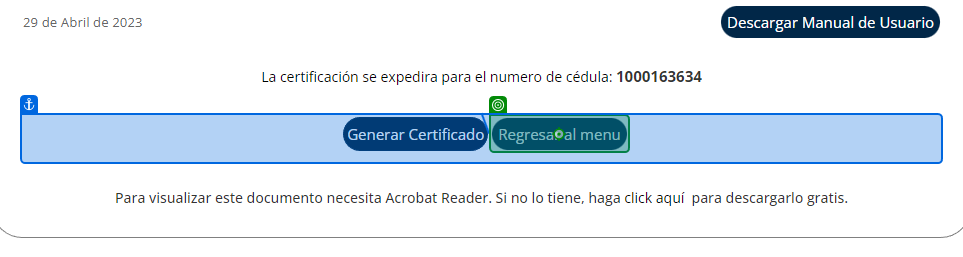 29 de Abril de 2023
Descargar Manual de Usuario
La certificación se expedira para el numero de cédula: 1000163634
Generar Certificado
Regresar al menu
Para visualizar este documento necesita Acrobat Reader. Si no lo tiene, haga click aquí para descargarlo gratis.